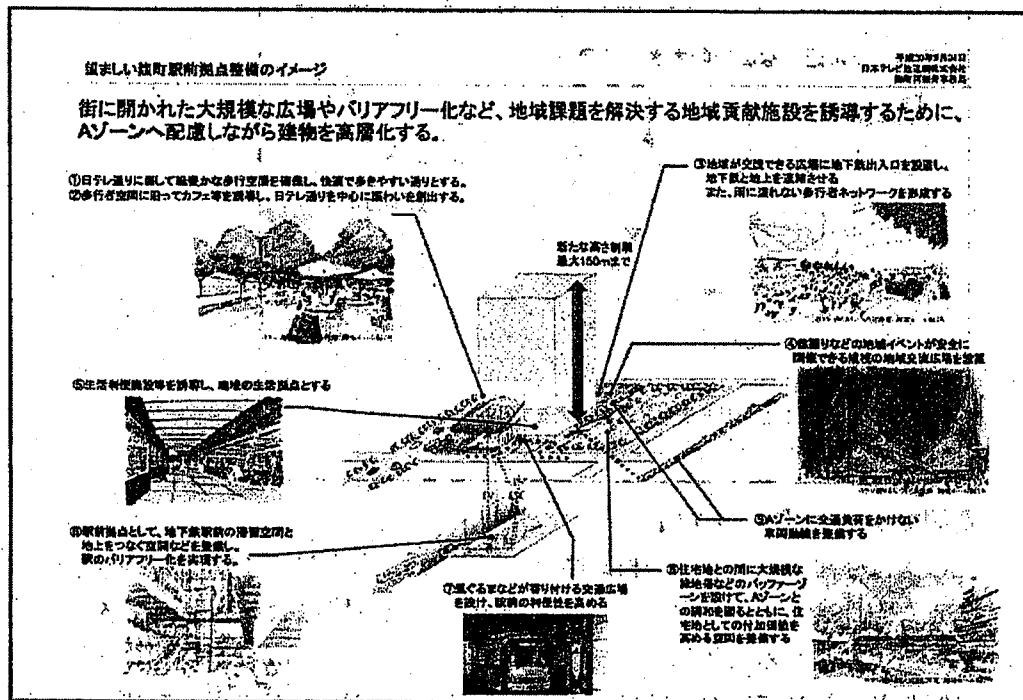 望ましい麹町駅前拠点整備のイメージ
日本テレビ放送網株式会社
街に開かれた大規模な広場やバリアフリー化など、地域課題を解決する地域貢献施設を誘導するために、
Aゾーンへ配慮しながら建物を高層化する。
①日テレ通りに面して緑豊かな歩行空間を確保し、快適で歩きやすい通りとする。
②歩行者空間に沿ってカフェ等を誘導し、日テレ通りを中心に賑わいを創出する。
③地域が交流できる広場に地下鉄出入口を設置し、
地下鉄と地上を連続させる
また、雨に濡れない歩行者ネットワークを形成する
新たな高さ制限
最大150mまで
④盆踊りなどの地域イベントが安全に
開催できる規模の地域交流広場を設置
⑤生活利便施設等を誘導し、地域の生活拠点とする
⑥駅前拠点として、地下鉄駅前の滞留空間と
地上をつなぐ空間などを整備し、
駅のバリアフリー化を実現する。
⑦風ぐるまなどが寄り付ける交通広場
を設け、駅前の利便性を高める
⑧住宅地との間に大規模な
緑地帯などのバッファーゾ
ーンを設けて、Aゾーンと
の調和を図るとともに、住
宅地としての付加価値を
高める空間を整備する
⑨Aゾーンに交通負荷をかけない
車両動線を整備する